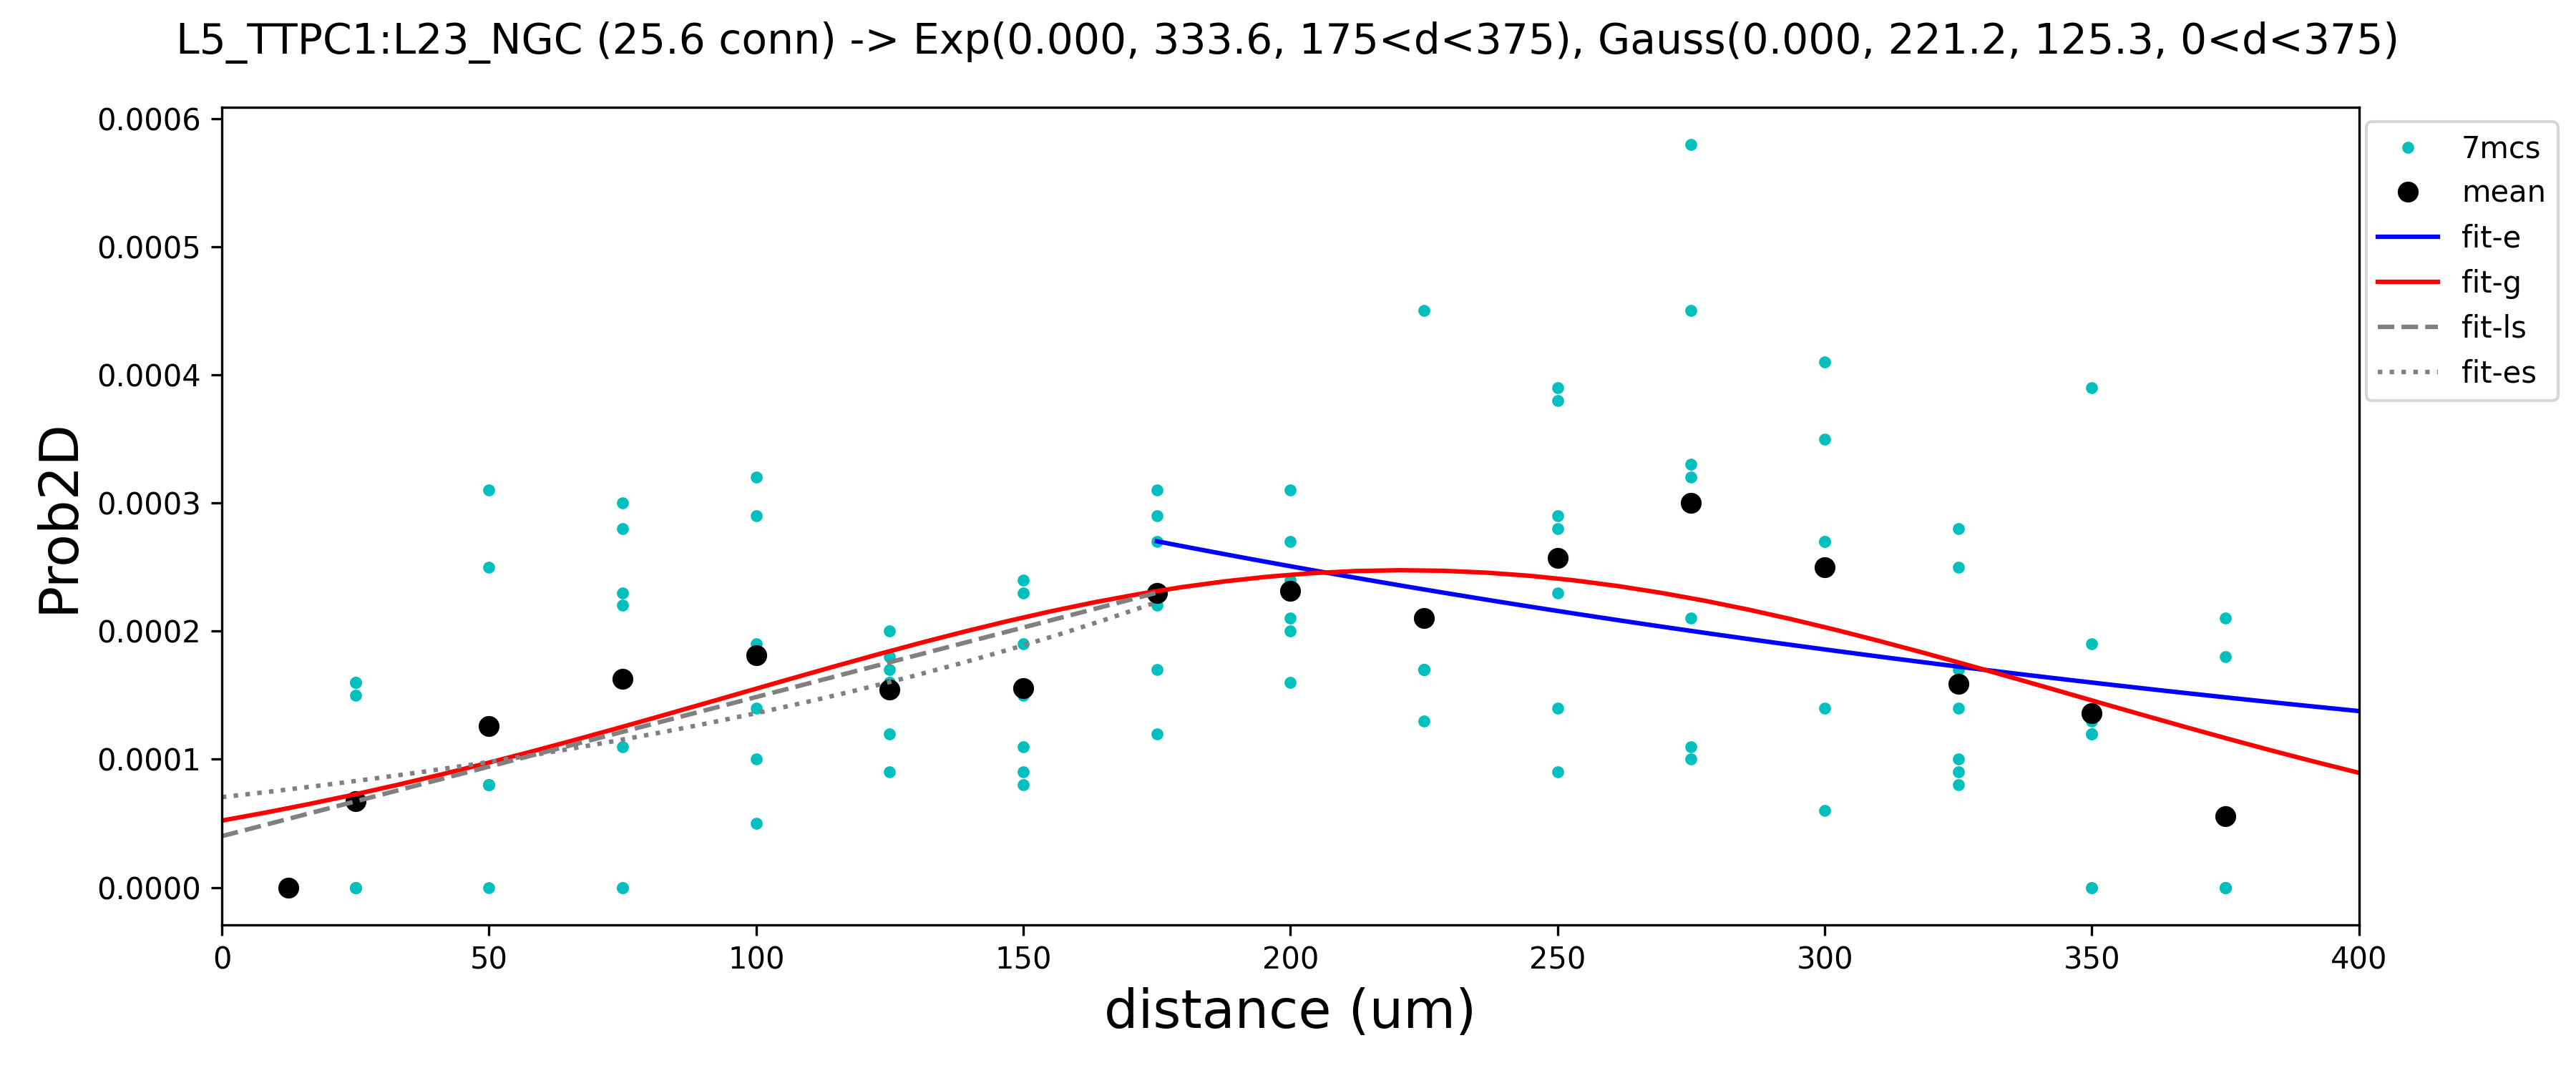 L5_TTPC1:L23_NGC (25.6 conn) -> Exp(0.000, 333.6, 175<d<375), Gauss(0.000, 221.2, 125.3, 0<d<375)
0.0006
0.0005
0.0004
0.0003
0.0002
0.0001
0.0000
Prob2D
0 50 100 150 200 250 300 350 400
distance (um)
7mcs
mean
fit-e
fit-g
fit-ls
fit-es